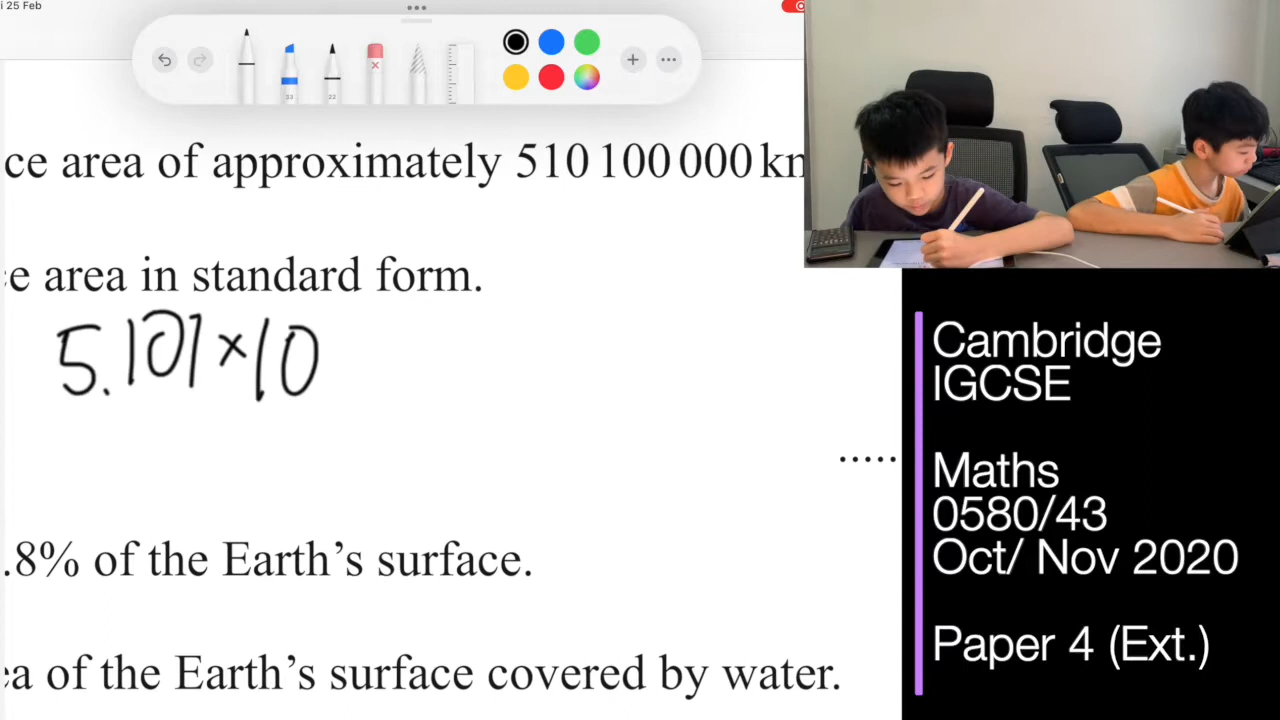 i 25 Feb
33
22
ce area of approximately 510 100 000 kn
e area in standard form.
5.101 × 10
.....
.8% of the Earth’s surface.
ea of the Earth’s surface covered by water.
Cambridge
IGCSE
Maths
0580/43
Oct/ Nov 2020
Paper 4 (Ext.)